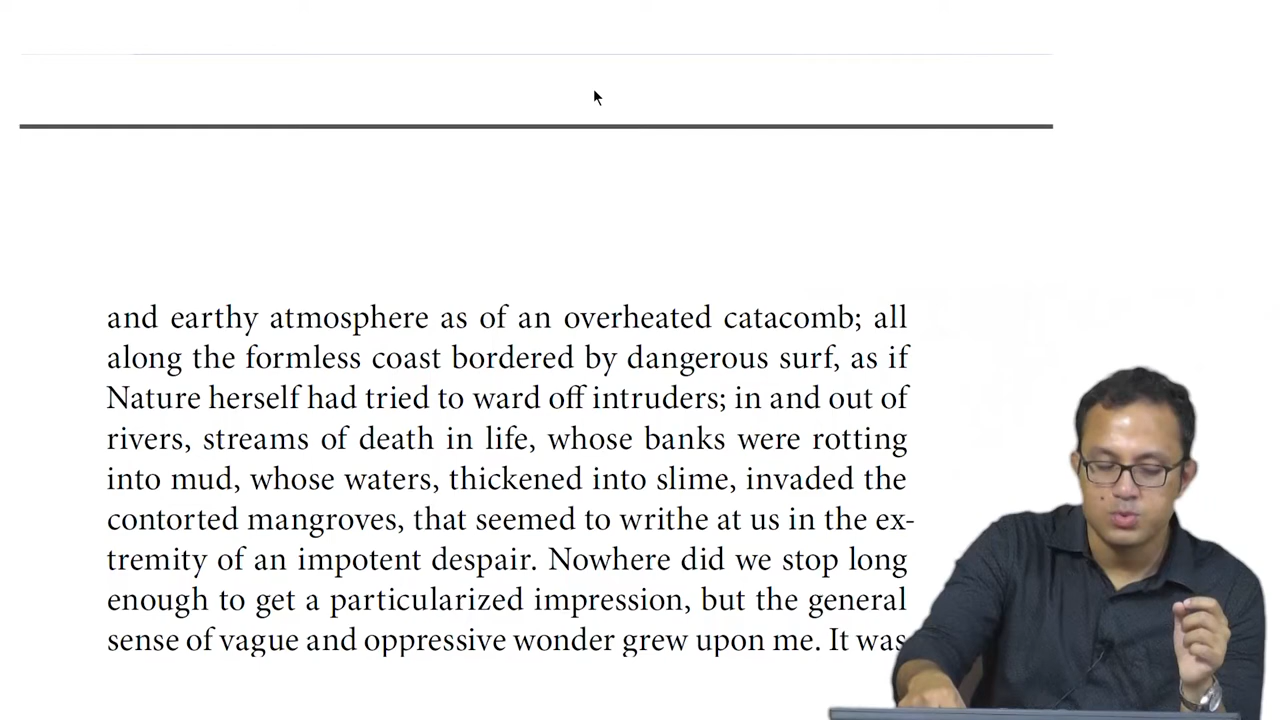 and earthy atmosphere as of an overheated catacomb; all
along the formless coast bordered by dangerous surf, as if
Nature herself had tried to ward off intruders; in and out of
rivers, streams of death in life, whose banks were rotting
into mud, whose waters, thickened into slime, invaded the
contorted mangroves, that seemed to writhe at us in the ex-
tremity of an impotent despair. Nowhere did we stop long
enough to get a particularized impression, but the general
sense of vague and oppressive wonder grew upon me. It was